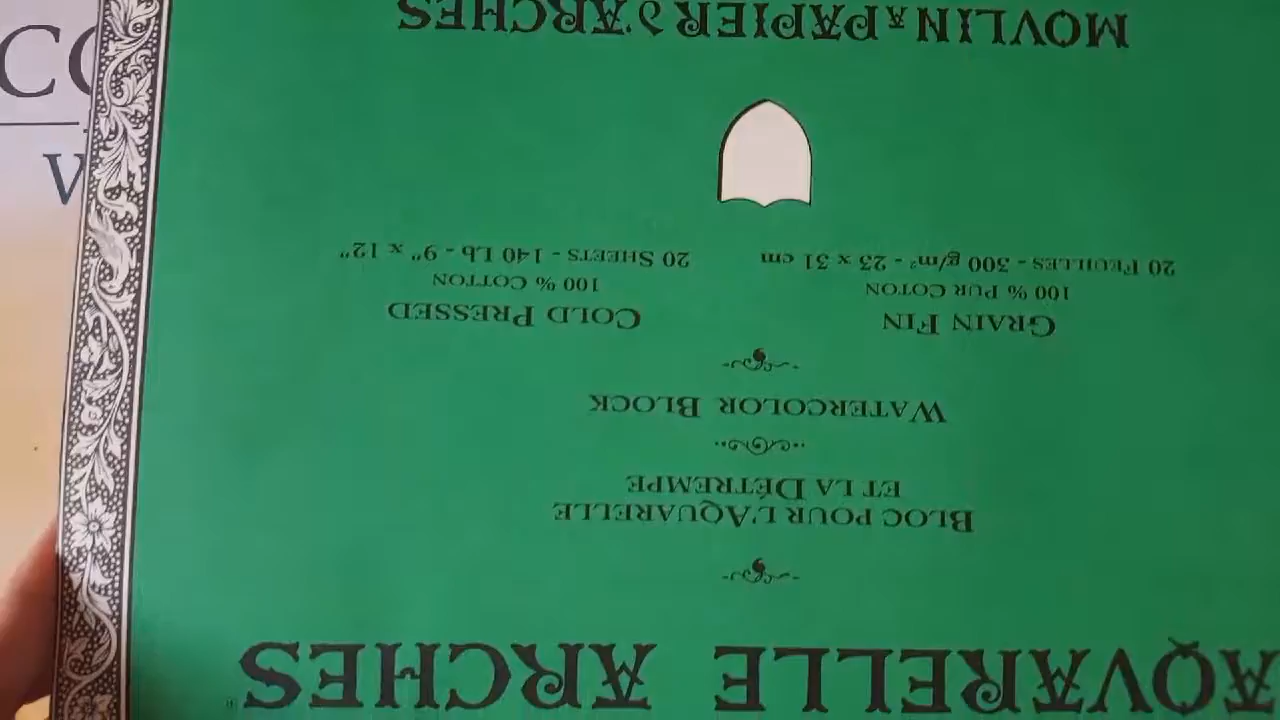 AQVARELLE ARCHES®
BLOC POUR L'AQUARELLE
ET LA DÉTREMPE
WATERCOLOR BLOCK
GRAIN FIN
100 % PUR COTON
20 FEUILLES - 300 g/m² - 23 x 31 cm
COLD PRESSED
100 % COTTON
20 SHEETS - 140 Lb - 9" x 12"
MOVLIN A PAPIER D'ARCHES